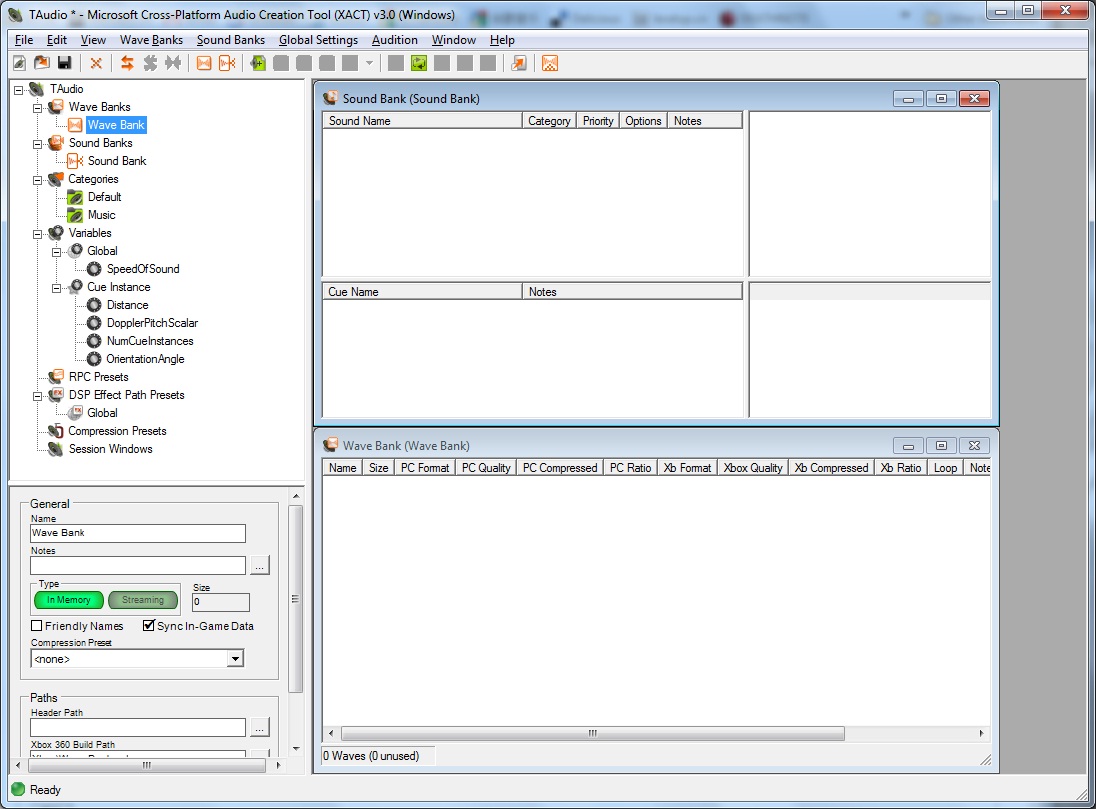 TAudio * - Microsoft Cross-Platform Audio Creation Tool (XACT) v3.0 (Windows)
File Edit View Wave Banks Sound Banks Global Settings Audition Window Help
TAudio
Wave Banks
Wave Bank
Sound Banks
Sound Bank
Categories
Default
Music
Variables
Global
SpeedOfSound
Cue Instance
Distance
DopplerPitchScalar
NumCueInstances
OrientationAngle
RPC Presets
DSP Effect Path Presets
Global
Compression Presets
Session Windows
General
Name
Wave Bank
Notes
...
Type
Size
In Memory Streaming
0
Friendly Names Sync In-Game Data
Compression Preset
<none>
Paths
Header Path
...
Xbox 360 Build Path
Sound Bank (Sound Bank)
Sound Name Category Priority Options Notes
Cue Name Notes
Wave Bank (Wave Bank)
Name Size PC Format PC Quality PC Compressed PC Ratio Xb Format Xbox Quality Xb Compressed Xb Ratio Loop Note
0 Waves (0 unused)
Ready